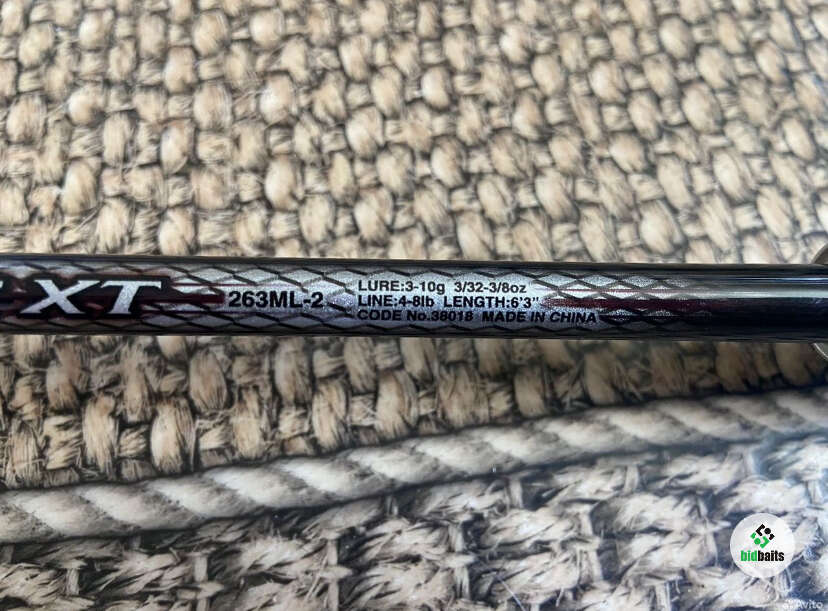 XT
263ML-2
LURE:3-10g 3/32-3/8oz
LINE:4-8lb LENGTH:6'3"
CODE No.38018 MADE IN CHINA
bidbaits
Avito